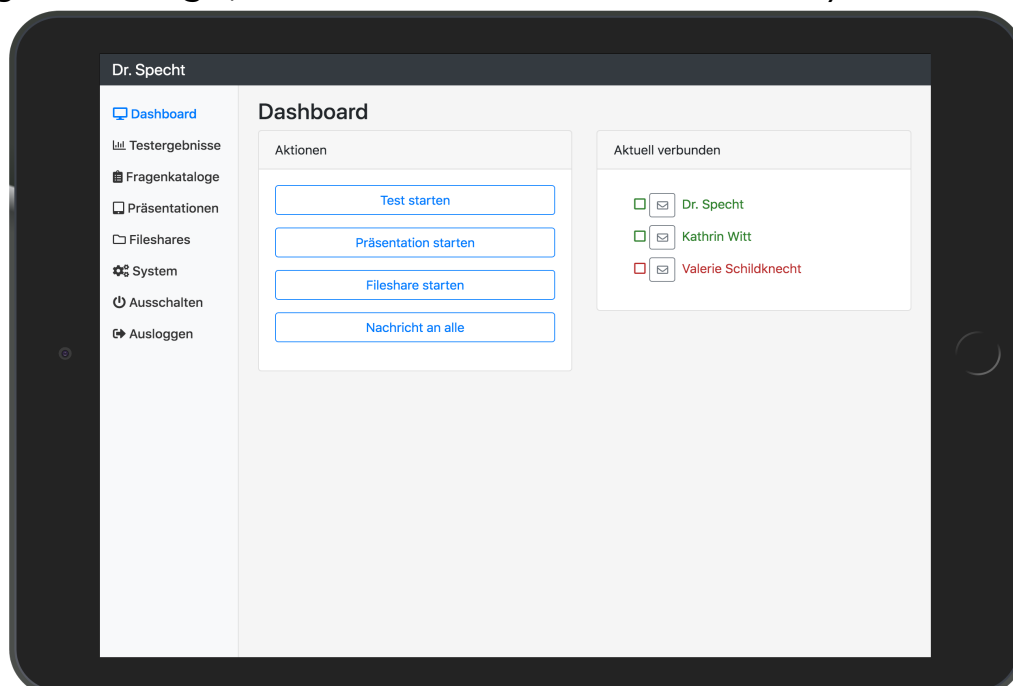 Dr. Specht
Dashboard
Testergebnisse
Fragenkataloge
Präsentationen
Fileshares
System
Ausschalten
Ausloggen
Dashboard
Aktionen
Test starten
Präsentation starten
Fileshare starten
Nachricht an alle
Aktuell verbunden
Dr. Specht
Kathrin Witt
Valerie Schildknecht